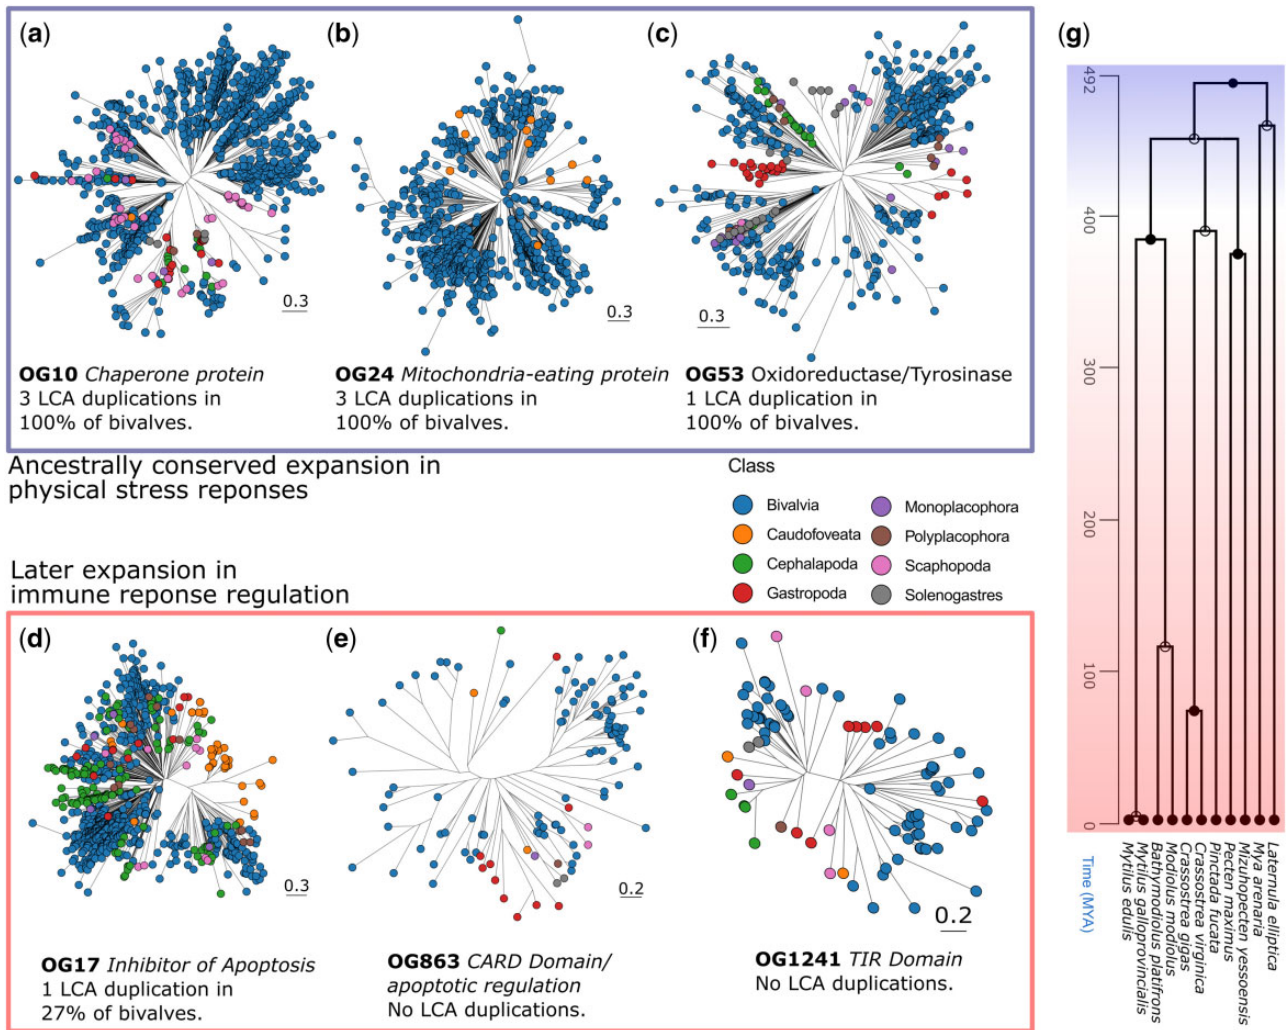 (a)
(b)
(c)
(g)
0.3
0.3
0.3
OG10 Chaperone protein
3 LCA duplications in
100% of bivalves.
OG24 Mitochondria-eating protein
3 LCA duplications in
100% of bivalves.
OG53 Oxidoreductase/Tyrosinase
1 LCA duplication in
100% of bivalves.
Ancestrally conserved expansion in
physical stress reponses
Class
Bivalvia
Caudofoveata
Cephalapoda
Gastropoda
Monoplacophora
Polyplacophora
Scaphopoda
Solenogastres
Later expansion in
immune reponse regulation
(d)
(e)
(f)
0.3
0.2
0.2
OG17 Inhibitor of Apoptosis
1 LCA duplication in
27% of bivalves.
OG863 CARD Domain/
apoptotic regulation
No LCA duplications.
OG1241 TIR Domain
No LCA duplications.
492
400
300
200
100
0
Time (MYA)
Mytilus edulis
Mytilus galloprovincialis
Bathymodiolus platifrons
Modiolus modiolus
Crassostrea gigas
Crassostrea virginica
Pinctada fucata
Pecten maximus
Mizuhopecten yessoensis
Mya arenaria
Laternula elliptica